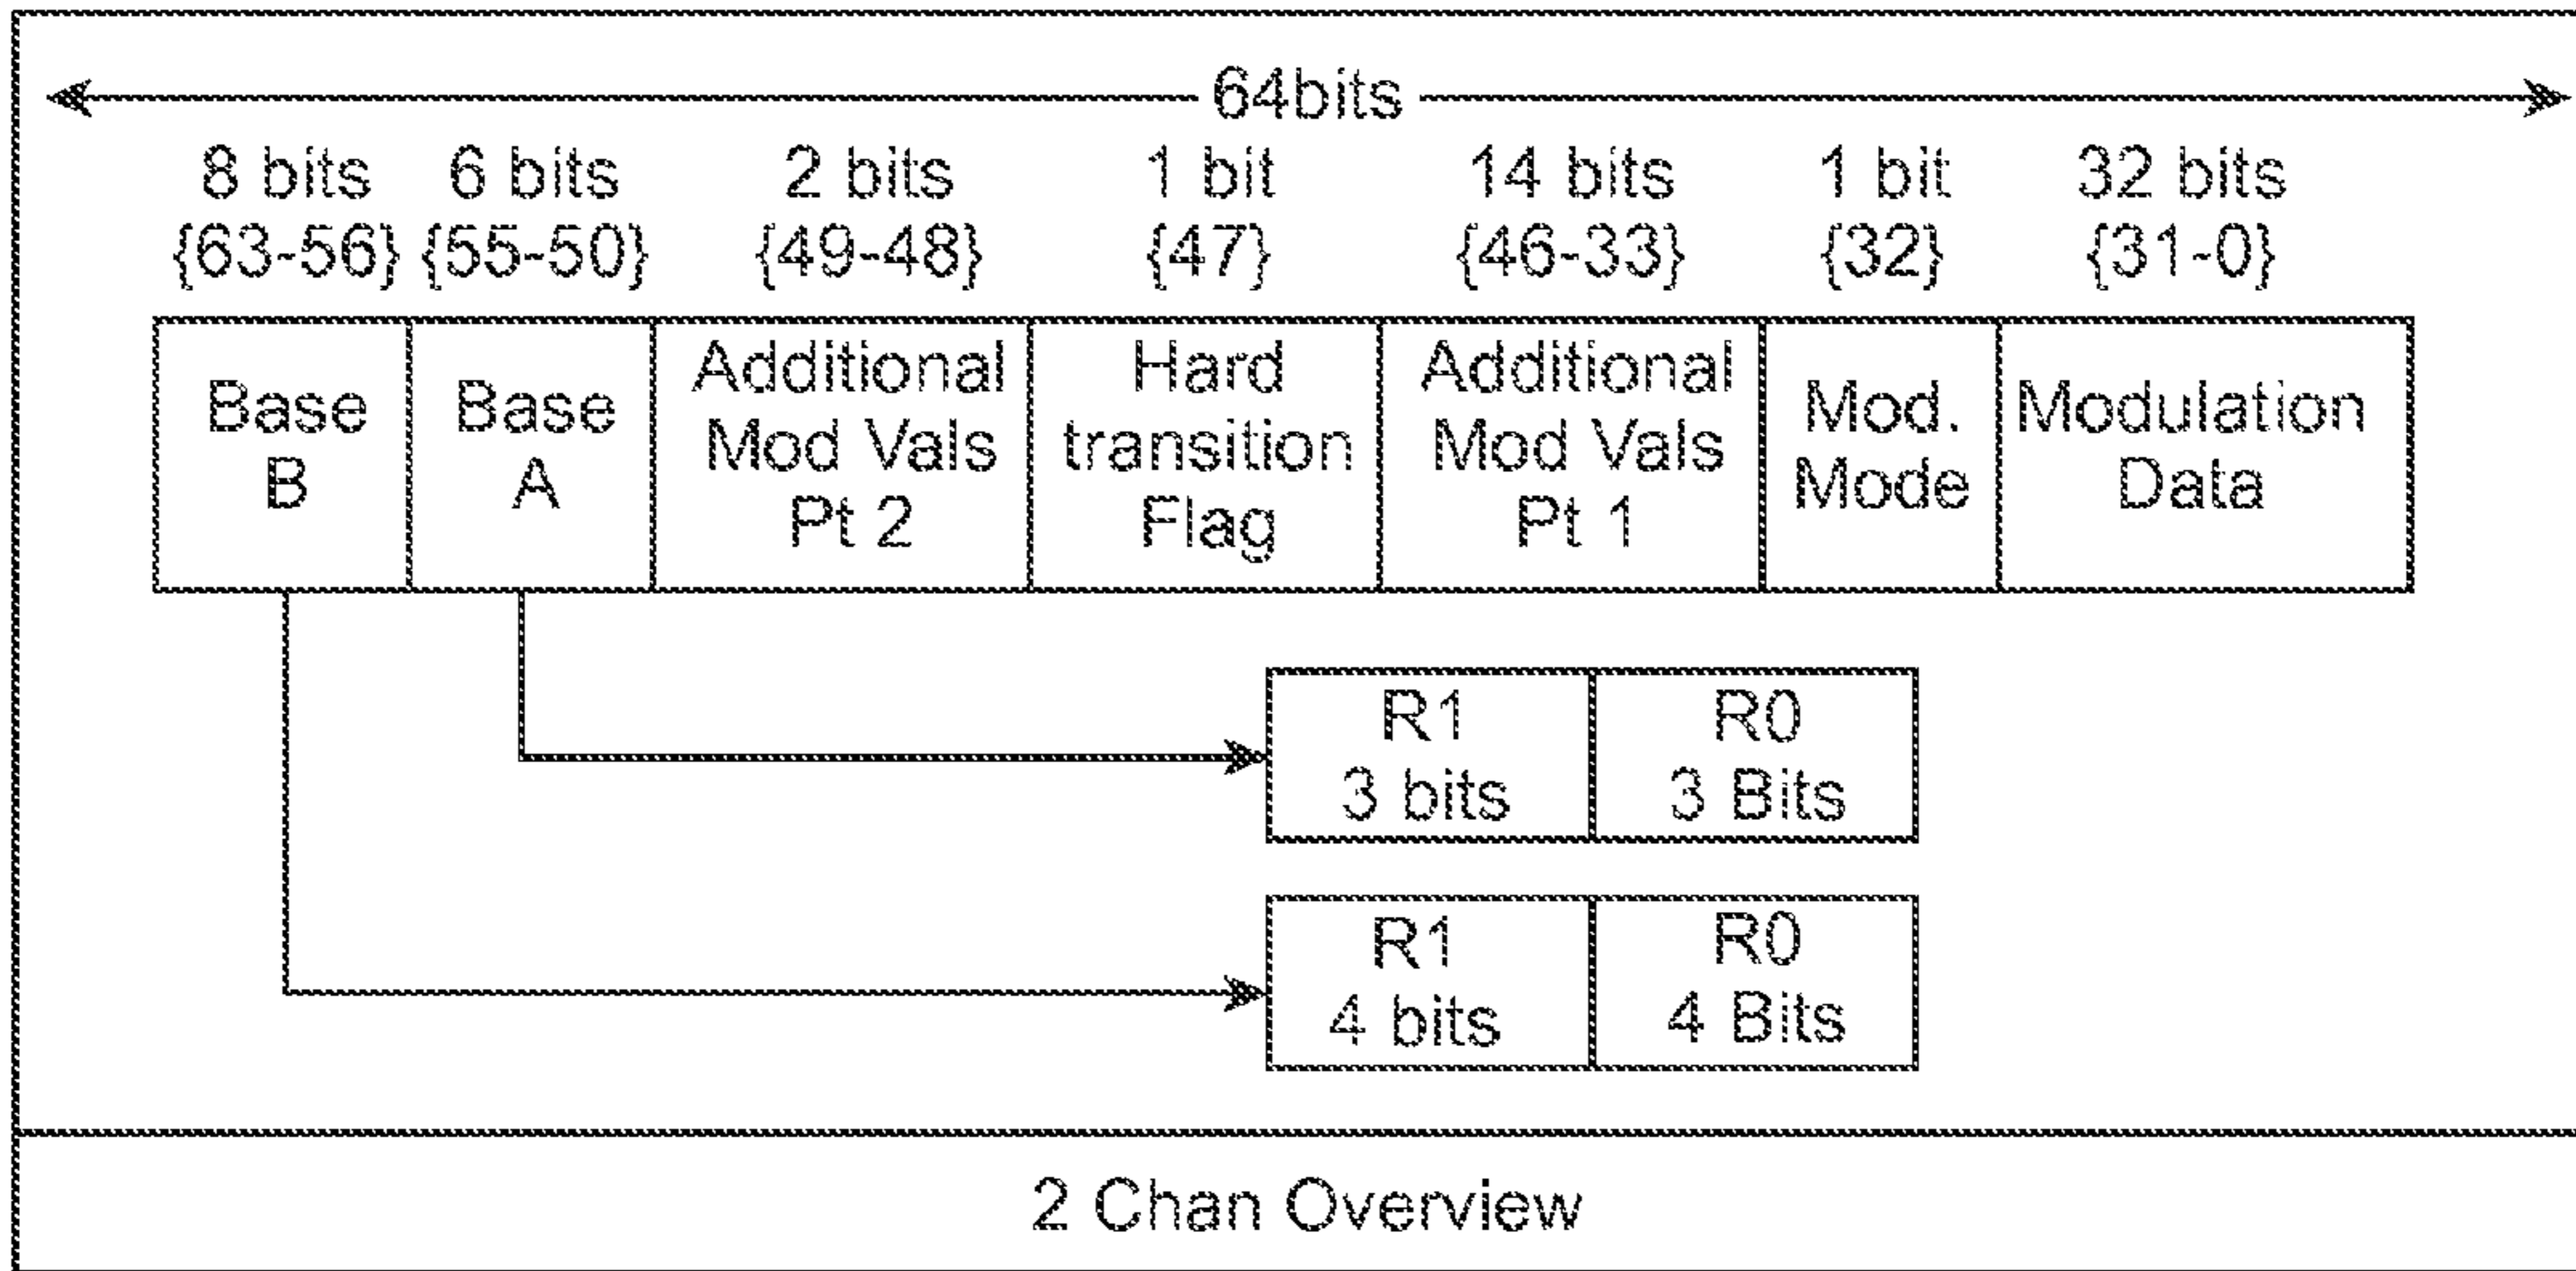 64bits
8 bits 6 bits 2 bits 1 bit 14 bits 1 bit 32 bits
{63-56} {55-50} {49-48} {47} {46-33} {32} {31-0}
Base
B
Base
A
Additional
Mod Vals
Pt 2
Hard
transition
Flag
Additional
Mod Vals
Pt 1
Mod.
Mode
Modulation
Data
R1
3 bits
R0
3 Bits
R1
4 bits
R0
4 Bits
2 Chan Overview